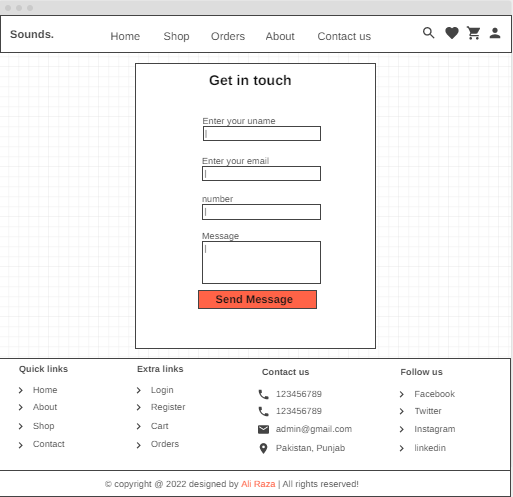 Sounds.
Home Shop Orders About Contact us
Get in touch
Enter your uname
Enter your email
number
Message
Send Message
Quick links
Home
About
Shop
Contact
Extra links
Login
Register
Cart
Orders
Contact us
123456789
123456789
admin@gmail.com
Pakistan, Punjab
Follow us
Facebook
Twitter
Instagram
linkedin
© copyright @ 2022 designed by Ali Raza | All rights reserved!